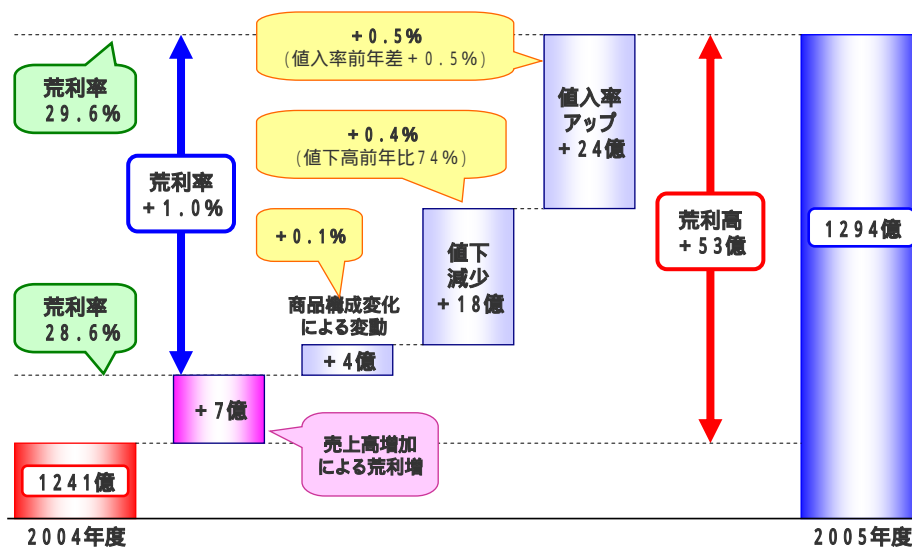 +0.5%
(値入率前年差+0.5%)
荒利率
29.6%
値入率
アップ
+24億
+0.4%
(値下高前年比74%)
荒利率
+1.0%
荒利高
+53億
1294億
+0.1%
値下
減少
+18億
荒利率
28.6%
商品構成変化
による変動
+4億
+7億
売上高増加
による荒利増
1241億
2004年度
2005年度